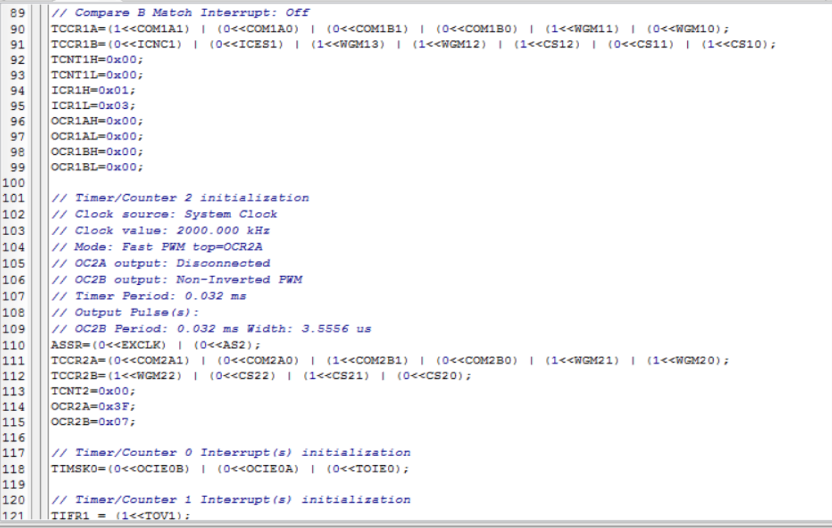 89 // Compare B Match Interrupt: Off
90 TCCR1A=(1<<COM1A1) | (0<<COM1A0) | (0<<COM1B1) | (0<<COM1B0) | (1<<WGM11) | (0<<WGM10);
91 TCCR1B=(0<<ICNC1) | (0<<ICES1) | (1<<WGM13) | (1<<WGM12) | (1<<CS12) | (0<<CS11) | (1<<CS10);
92 TCNT1H=0x00;
93 TCNT1L=0x00;
94 ICR1H=0x01;
95 ICR1L=0x03;
96 OCR1AH=0x00;
97 OCR1AL=0x00;
98 OCR1BH=0x00;
99 OCR1BL=0x00;
100
101 // Timer/Counter 2 initialization
102 // Clock source: System Clock
103 // Clock value: 2000.000 kHz
104 // Mode: Fast PWM top=OCR2A
105 // OC2A output: Disconnected
106 // OC2B output: Non-Inverted PWM
107 // Timer Period: 0.032 ms
108 // Output Pulse(s):
109 // OC2B Period: 0.032 ms Width: 3.5556 us
110 ASSR=(0<<EXCLK) | (0<<AS2);
111 TCCR2A=(0<<COM2A1) | (0<<COM2A0) | (1<<COM2B1) | (0<<COM2B0) | (1<<WGM21) | (1<<WGM20);
112 TCCR2B=(1<<WGM22) | (0<<CS22) | (1<<CS21) | (0<<CS20);
113 TCNT2=0x00;
114 OCR2A=0x3F;
115 OCR2B=0x07;
116
117 // Timer/Counter 0 Interrupt(s) initialization
118 TIMSK0=(0<<OCIE0B) | (0<<OCIE0A) | (0<<TOIE0);
119
120 // Timer/Counter 1 Interrupt(s) initialization
121 TIFR1 = (1<<TOV1);